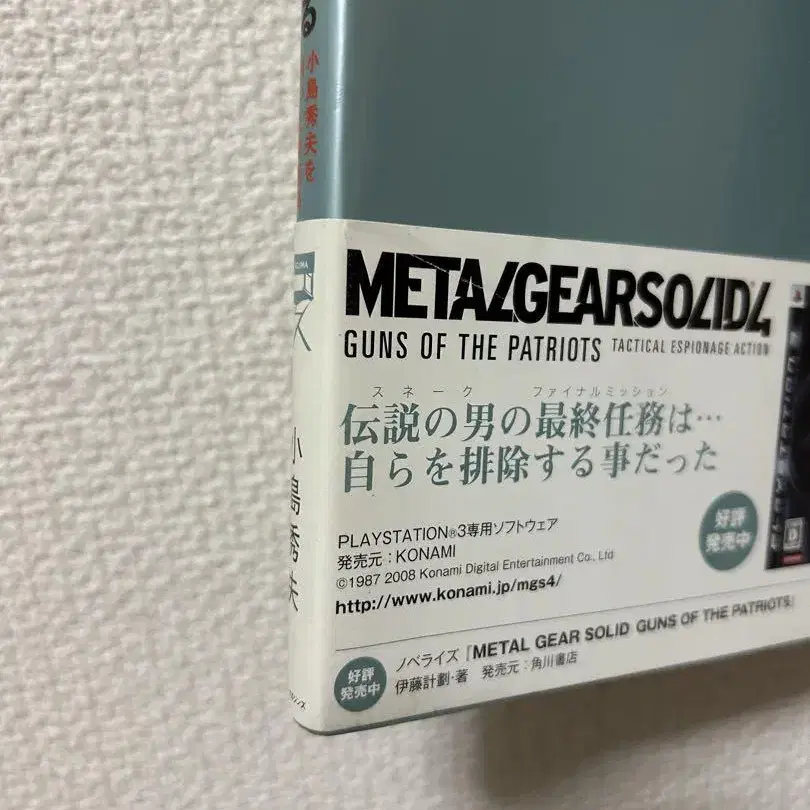 る
小島秀夫を
METAL GEAR SOLID 4
GUNS OF THE PATRIOTS TACTICAL ESPIONAGE ACTION
スネーク ファイナルミッション
伝説の男の最終任務は…
自らを排除する事だった
PLAYSTATION®3専用ソフトウェア
発売元:KONAMI
©1987 2008 Konami Digital Entertainment Co., Ltd
http://www.konami.jp/mgs4/
好評
発売中
ノベライズ『METAL GEAR SOLID GUNS OF THE PATRIOTS』
伊藤計劃・著 発売元:角川書店
好評
発売中
小島秀夫